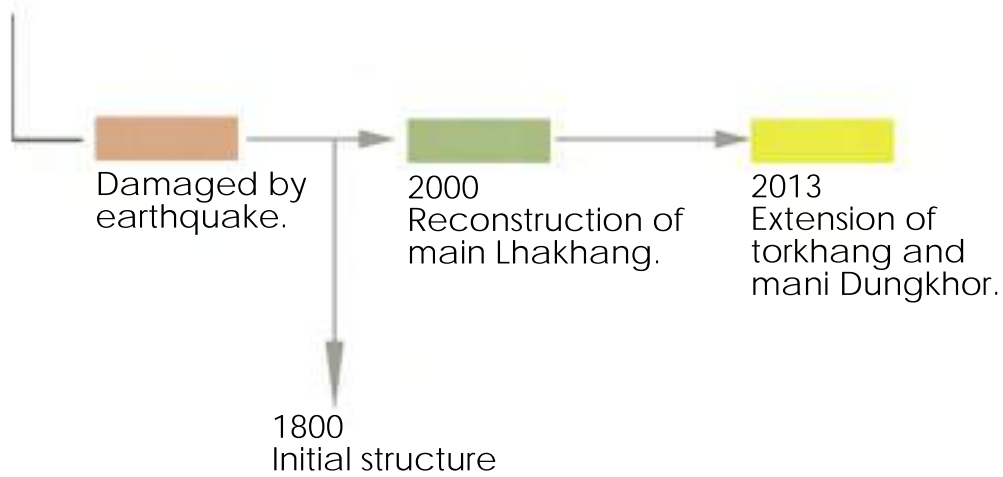 Damaged by
earthquake.
2000
Reconstruction of
main Lhakhang.
2013
Extension of
torkhang and
mani Dungkhor.
1800
Initial structure